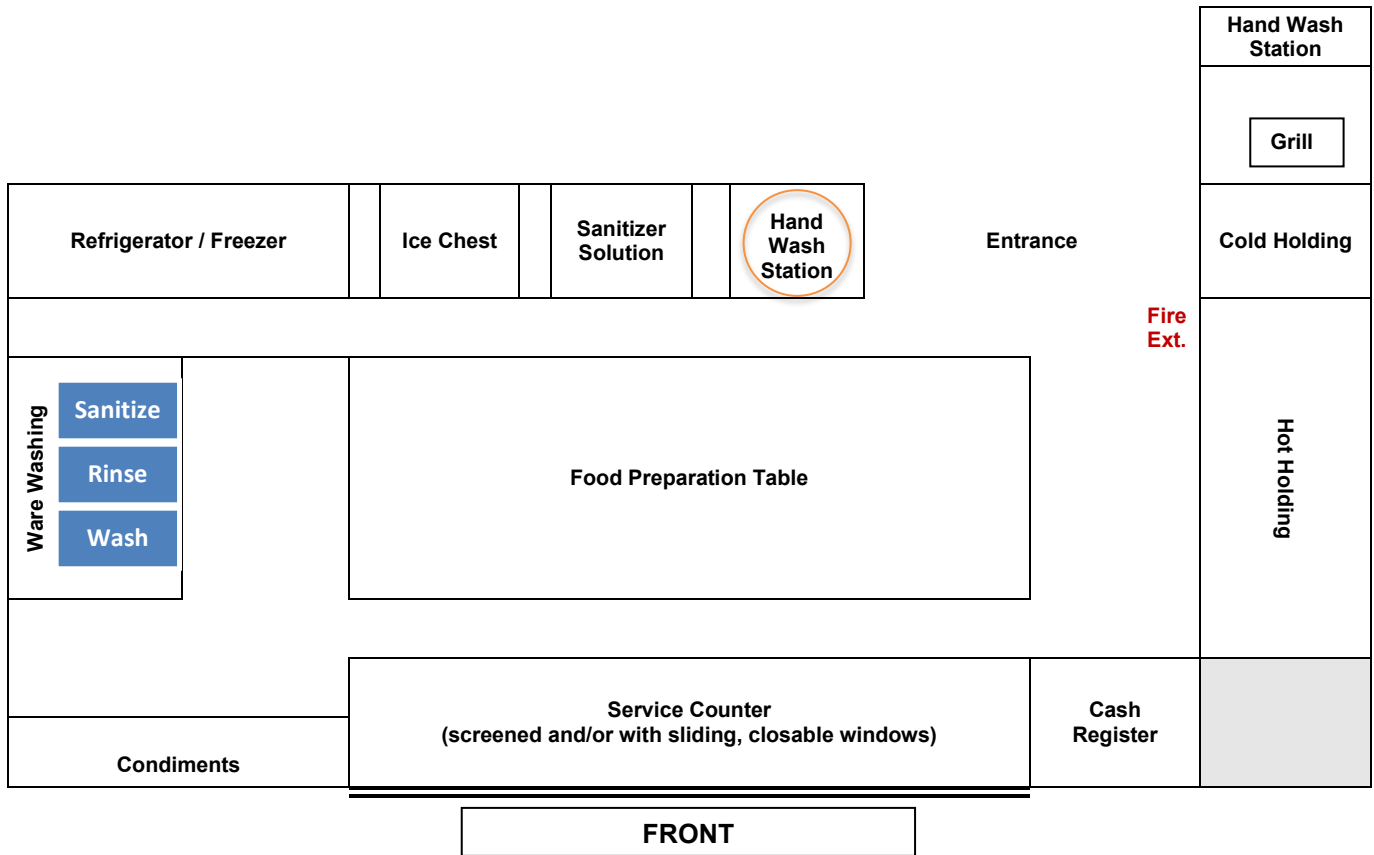 Hand Wash
Station
Grill
Refrigerator / Freezer
Ice Chest
Sanitizer
Solution
Hand
Wash
Station
Entrance
Cold Holding
Fire
Ext.
Ware Washing
Sanitize
Rinse
Wash
Food Preparation Table
Hot Holding
Service Counter
(screened and/or with sliding, closable windows)
Cash
Register
Condiments
FRONT